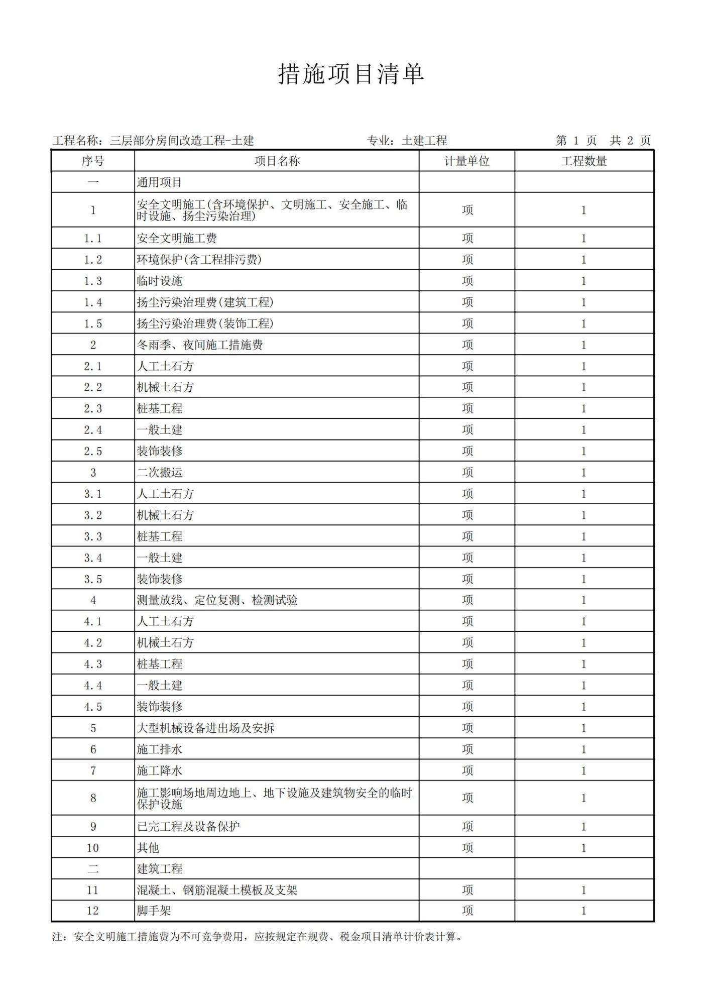 措施项目清单
工程名称：三层部分房间改造工程-土建 专业：土建工程 第 1 页 共 2 页
序号 项目名称 计量单位 工程数量
一 通用项目
1 安全文明施工(含环境保护、文明施工、安全施工、临
时设施、扬尘污染治理) 项 1
1.1 安全文明施工费 项 1
1.2 环境保护(含工程排污费) 项 1
1.3 临时设施 项 1
1.4 扬尘污染治理费(建筑工程) 项 1
1.5 扬尘污染治理费(装饰工程) 项 1
2 冬雨季、夜间施工措施费 项 1
2.1 人工土石方 项 1
2.2 机械土石方 项 1
2.3 桩基工程 项 1
2.4 一般土建 项 1
2.5 装饰装修 项 1
3 二次搬运 项 1
3.1 人工土石方 项 1
3.2 机械土石方 项 1
3.3 桩基工程 项 1
3.4 一般土建 项 1
3.5 装饰装修 项 1
4 测量放线、定位复测、检测试验 项 1
4.1 人工土石方 项 1
4.2 机械土石方 项 1
4.3 桩基工程 项 1
4.4 一般土建 项 1
4.5 装饰装修 项 1
5 大型机械设备进出场及安拆 项 1
6 施工排水 项 1
7 施工降水 项 1
8 施工影响场地周边地上、地下设施及建筑物安全的临时
保护设施 项 1
9 已完工程及设备保护 项 1
10 其他 项 1
二 建筑工程
11 混凝土、钢筋混凝土模板及支架 项 1
12 脚手架 项 1
注：安全文明施工措施费为不可竞争费用，应按规定在规费、税金项目清单计价表计算。